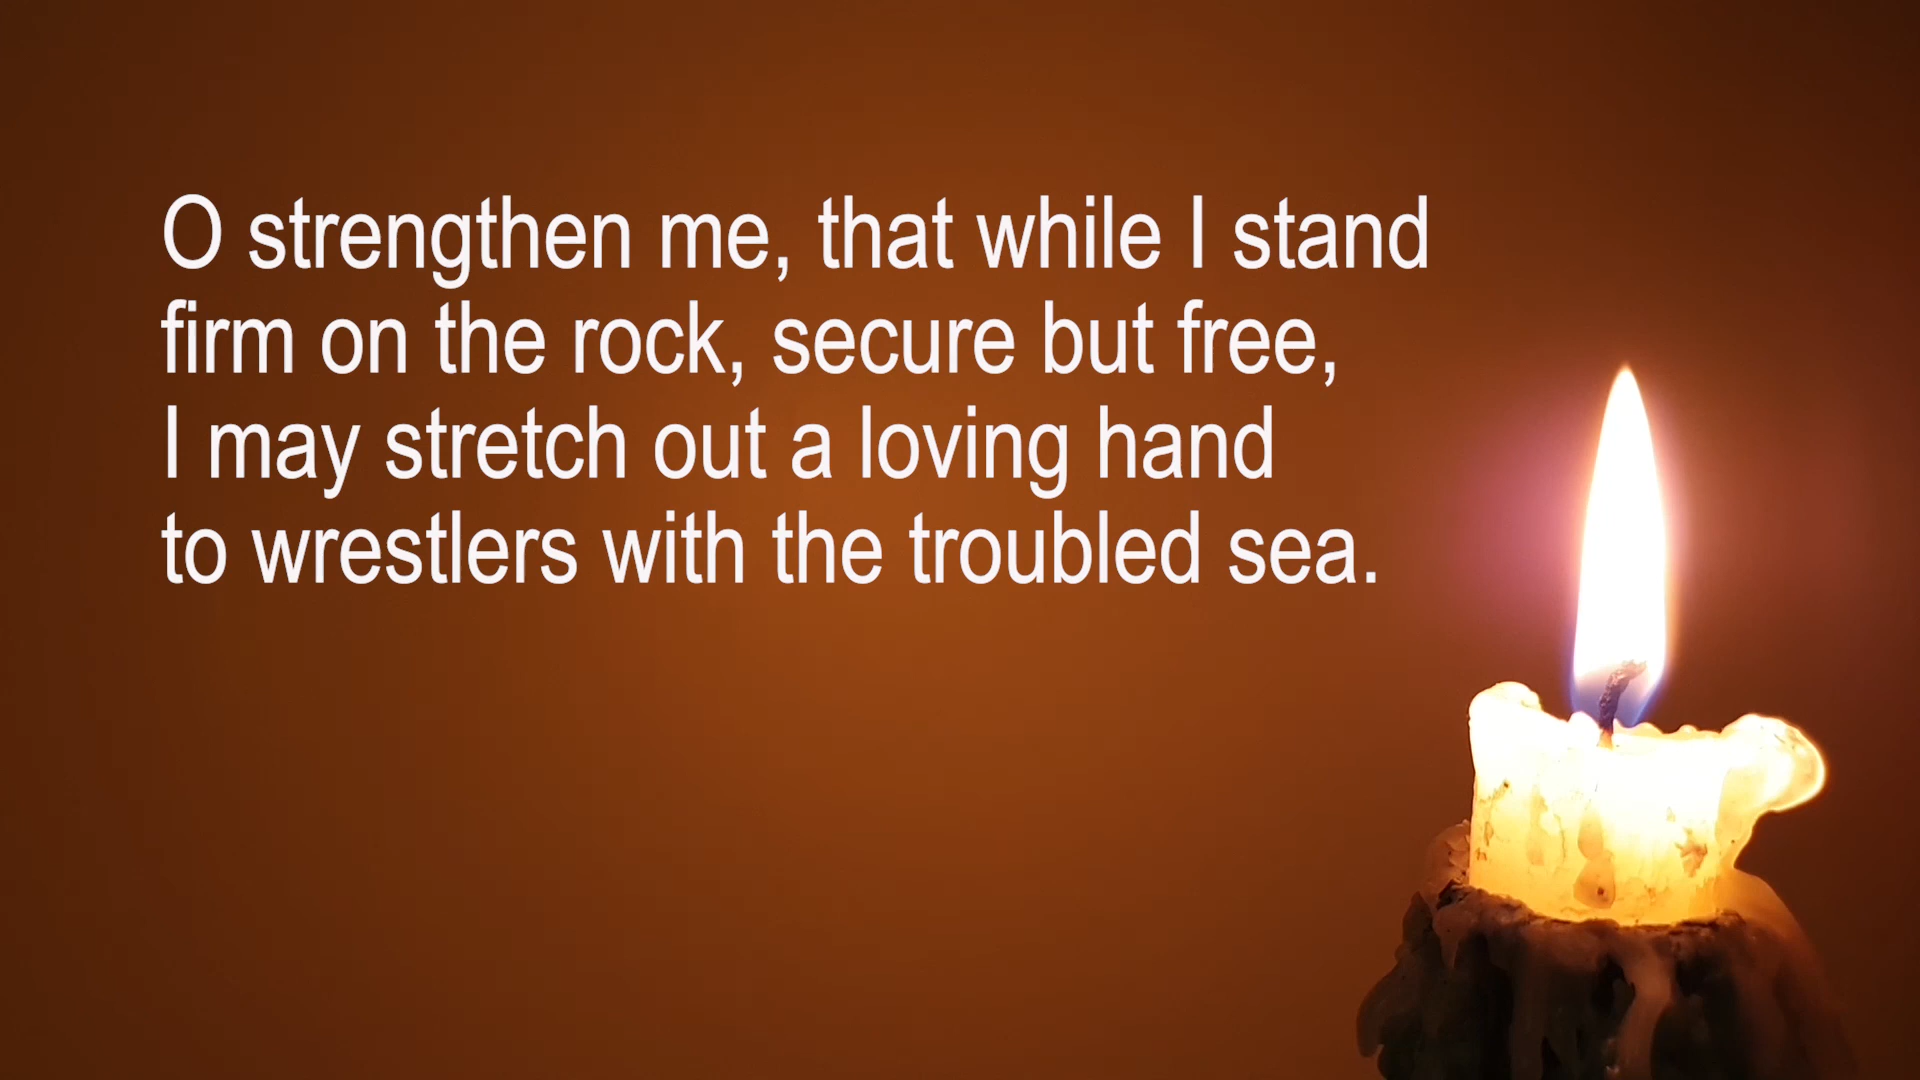 O strengthen me, that while I stand
firm on the rock, secure but free,
I may stretch out a loving hand
to wrestlers with the troubled sea.